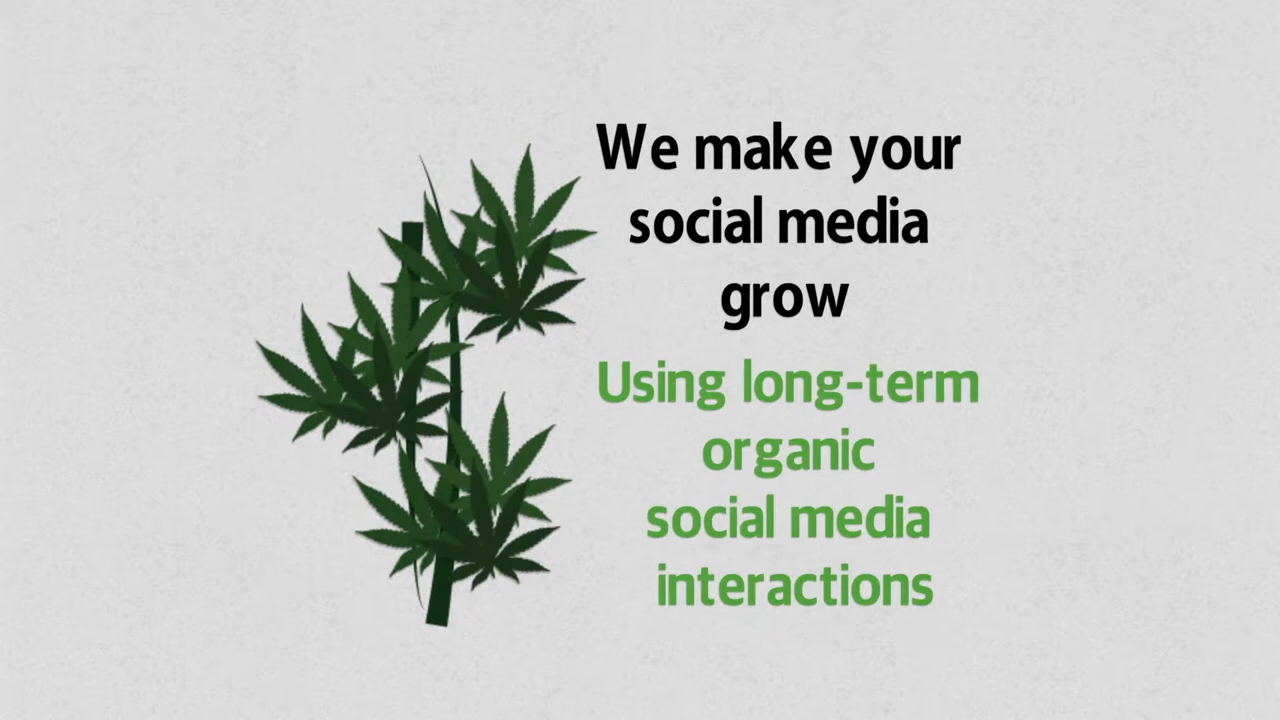 We make your
social media
grow
Using long-term
organic
social media
interactions